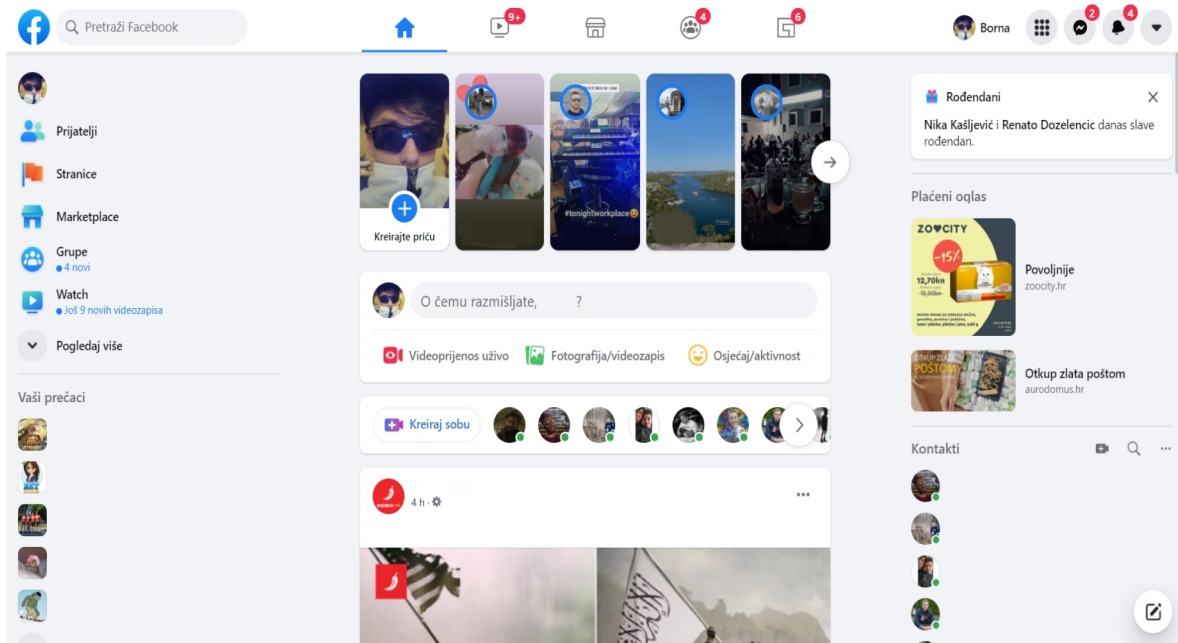 Pretraži Facebook
9+
4
6
Borna
2
4
Prijatelji
Stranice
Marketplace
Grupe
4 novi
Watch
Još 9 novih videozapisa
Pogledaj više
Vaši prečaci
Kreirajte priču
#tonightworkplace
O čemu razmišljate, ?
Videoprijenos uživo
Fotografija/videozapis
Osjećaj/aktivnost
Kreiraj sobu
4 h ·
Rođendani
Nika Kašljević i Renato Dozelencic danas slave
rođendan.
Plaćeni oglas
ZOOCITY
-15%
12,70kn
Povoljnije
zoocity.hr
OTKUP ZLATA
POŠTOM
Otkup zlata poštom
aurodomus.hr
Kontakti